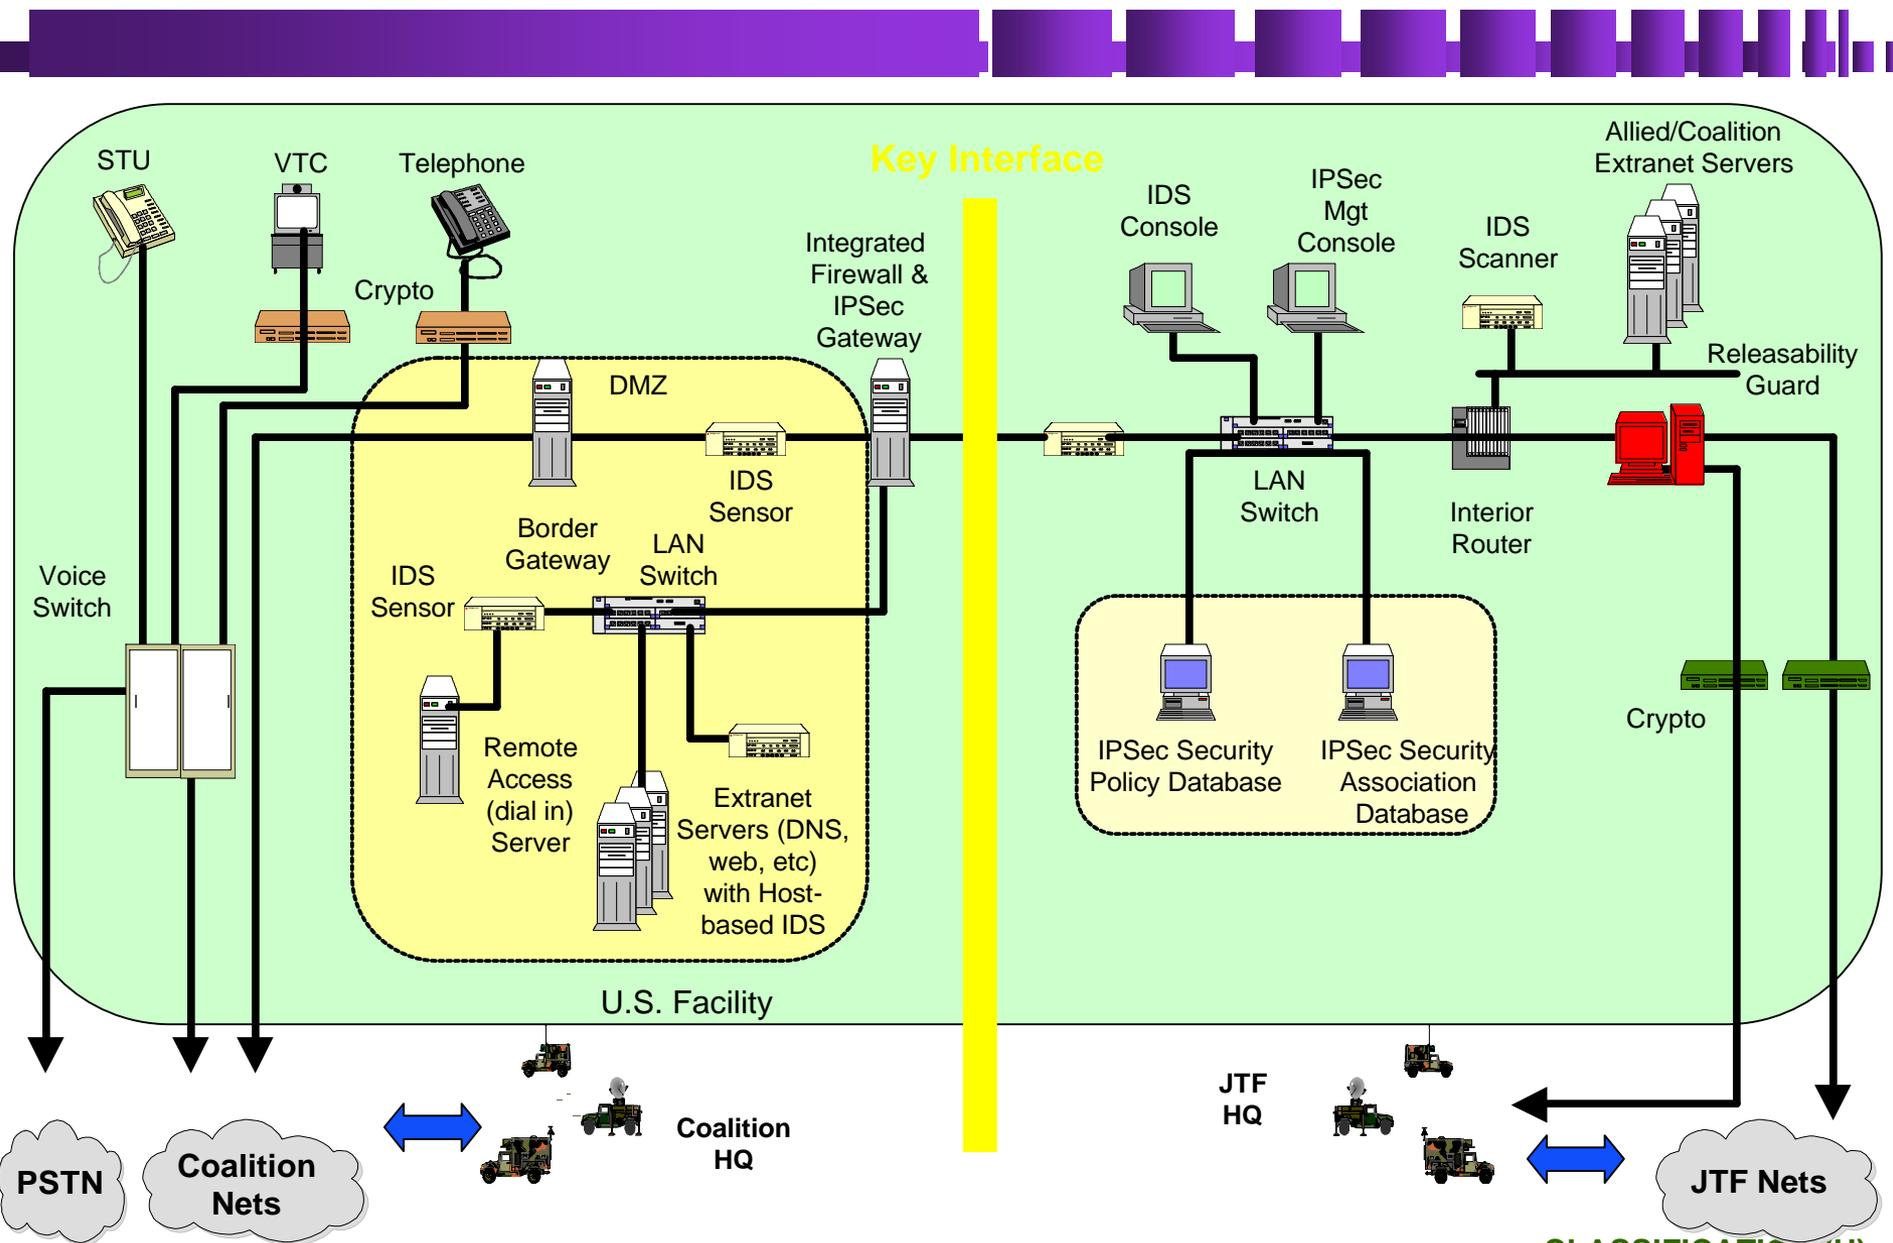 Key Interface
STU
VTC
Telephone
Crypto
Integrated
Firewall &
IPSec
Gateway
IDS
Console
IPSec
Mgt
Console
IDS
Scanner
Allied/Coalition
Extranet Servers
Releasability
Guard
DMZ
IDS
Sensor
Border
Gateway
LAN
Switch
IDS
Sensor
Voice
Switch
LAN
Switch
Interior
Router
Remote
Access
(dial in)
Server
Extranet
Servers (DNS,
web, etc)
with Host-
based IDS
IPSec Security
Policy Database
IPSec Security
Association
Database
Crypto
U.S. Facility
Coalition
HQ
JTF
HQ
PSTN
Coalition
Nets
JTF Nets